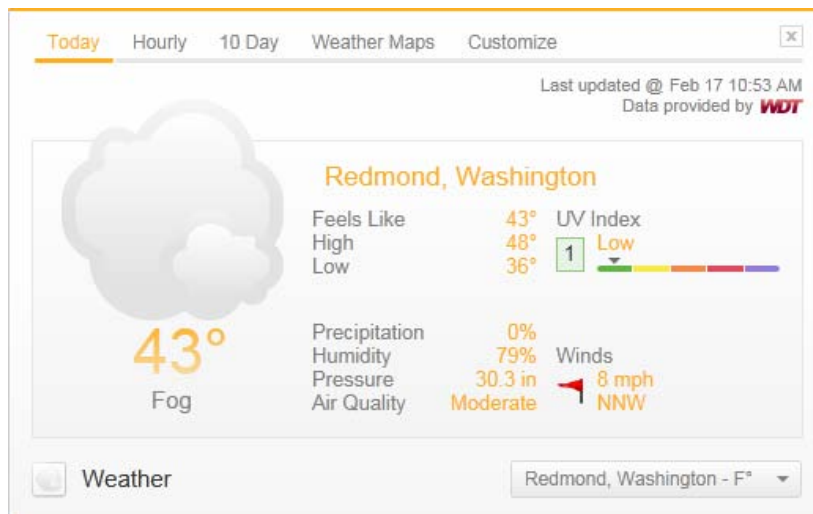 Today Hourly 10 Day Weather Maps Customize x
Last updated @ Feb 17 10:53 AM
Data provided by WDT
Redmond, Washington
Feels Like 43° UV Index
High 48° 1 Low
Low 36°
43°
Fog
Precipitation 0%
Humidity 79% Winds
Pressure 30.3 in 8 mph
Air Quality Moderate NNW
Weather Redmond, Washington - F°